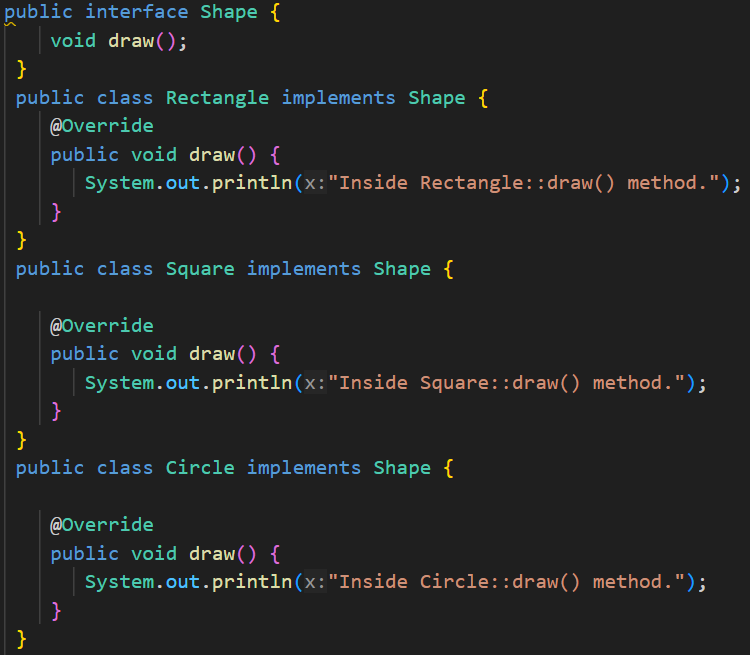 public interface Shape {
void draw();
}
public class Rectangle implements Shape {
@Override
public void draw() {
System.out.println(x:"Inside Rectangle::draw() method.");
}
}
public class Square implements Shape {
@Override
public void draw() {
System.out.println(x:"Inside Square::draw() method.");
}
}
public class Circle implements Shape {
@Override
public void draw() {
System.out.println(x:"Inside Circle::draw() method.");
}
}